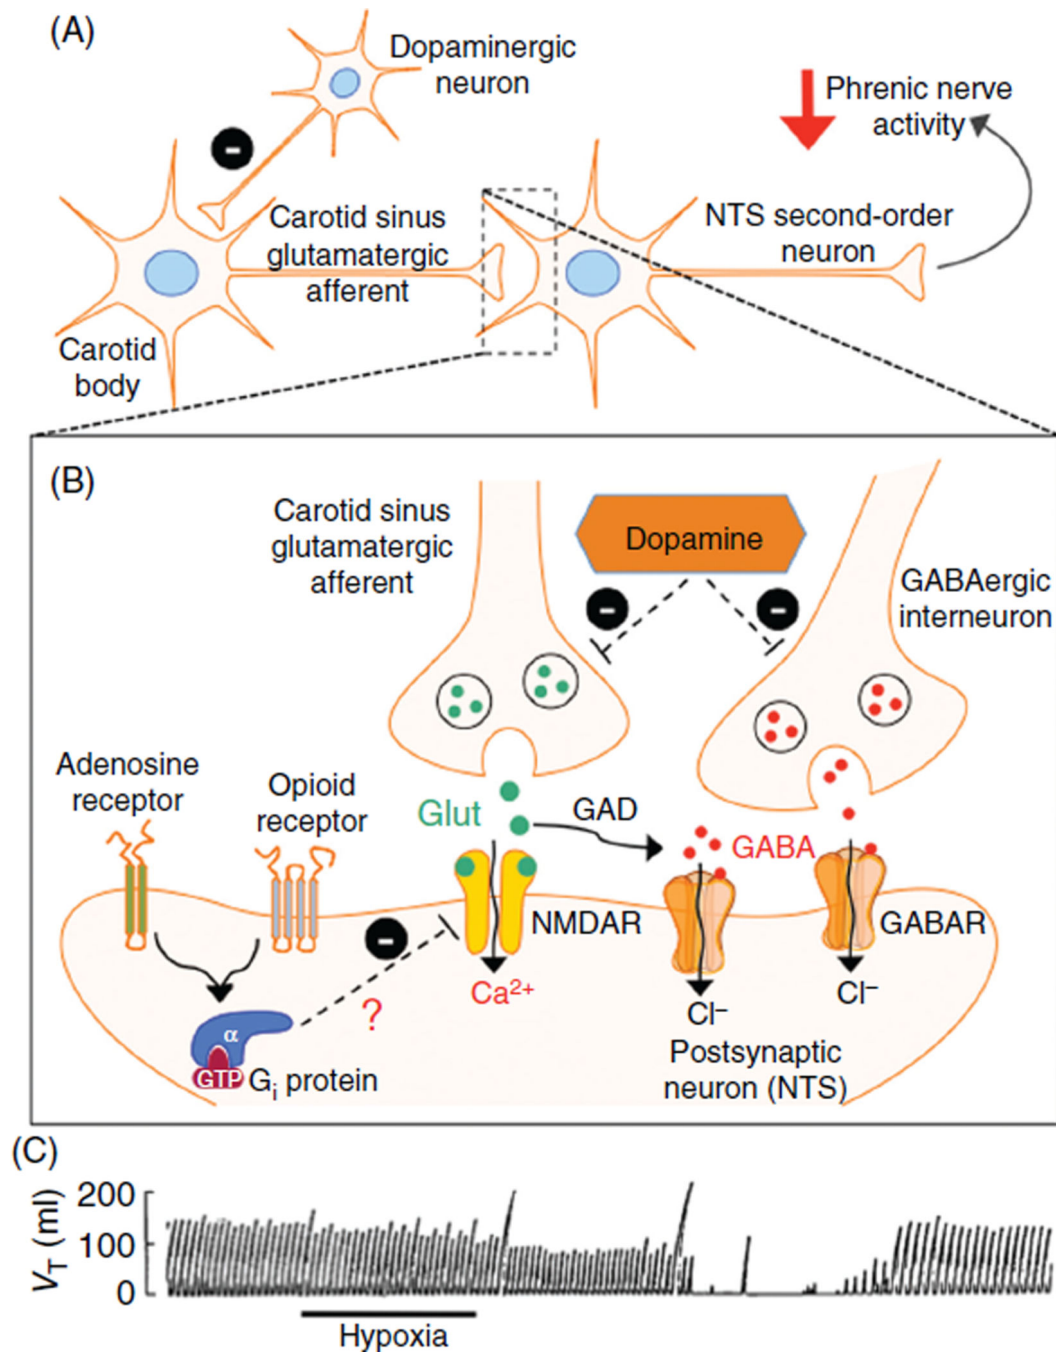 (A)
Dopaminergic
neuron
-
Phrenic nerve
activity
Carotid sinus
glutamatergic
afferent
NTS second-order
neuron
Carotid
body
(B)
Carotid sinus
glutamatergic
afferent
Dopamine
GABAergic
interneuron
-
-
Adenosine
receptor
Opioid
receptor
Glut
GAD
GABA
NMDAR
GABAR
-
?
Ca²⁺
Cl⁻
Cl⁻
α
GTP
Gᵢ protein
Postsynaptic
neuron (NTS)
(C)
V_T (ml)
200
100
0
Hypoxia